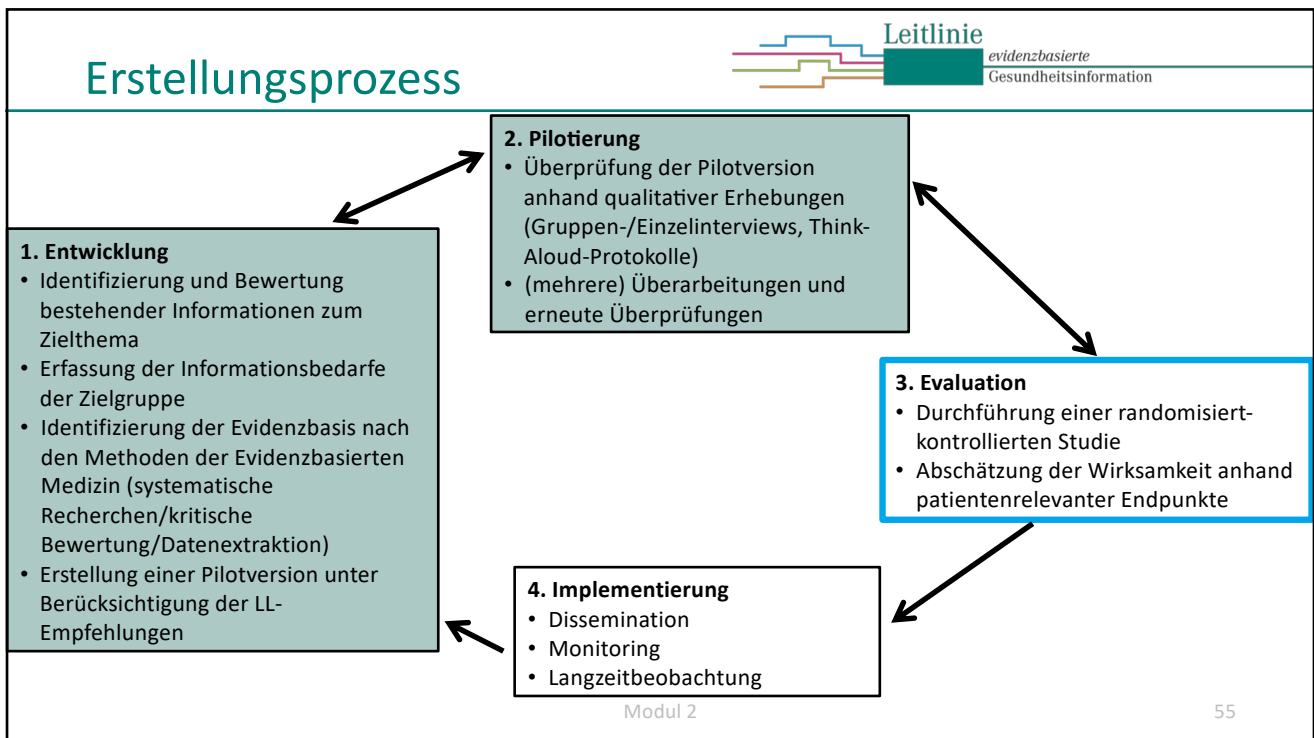 Erstellungsprozess
Leitlinie
evidenzbasierte
Gesundheitsinformation
1. Entwicklung
• Identifizierung und Bewertung
bestehender Informationen zum
Zielthema
• Erfassung der Informationsbedarfe
der Zielgruppe
• Identifizierung der Evidenzbasis nach
den Methoden der Evidenzbasierten
Medizin (systematische
Recherchen/kritische
Bewertung/Datenextraktion)
• Erstellung einer Pilotversion unter
Berücksichtigung der LL-
Empfehlungen
2. Pilotierung
• Überprüfung der Pilotversion
anhand qualitativer Erhebungen
(Gruppen-/Einzelinterviews, Think-
Aloud-Protokolle)
• (mehrere) Überarbeitungen und
erneute Überprüfungen
3. Evaluation
• Durchführung einer randomisiert-
kontrollierten Studie
• Abschätzung der Wirksamkeit anhand
patientenrelevanter Endpunkte
4. Implementierung
• Dissemination
• Monitoring
• Langzeitbeobachtung
Modul 2
55